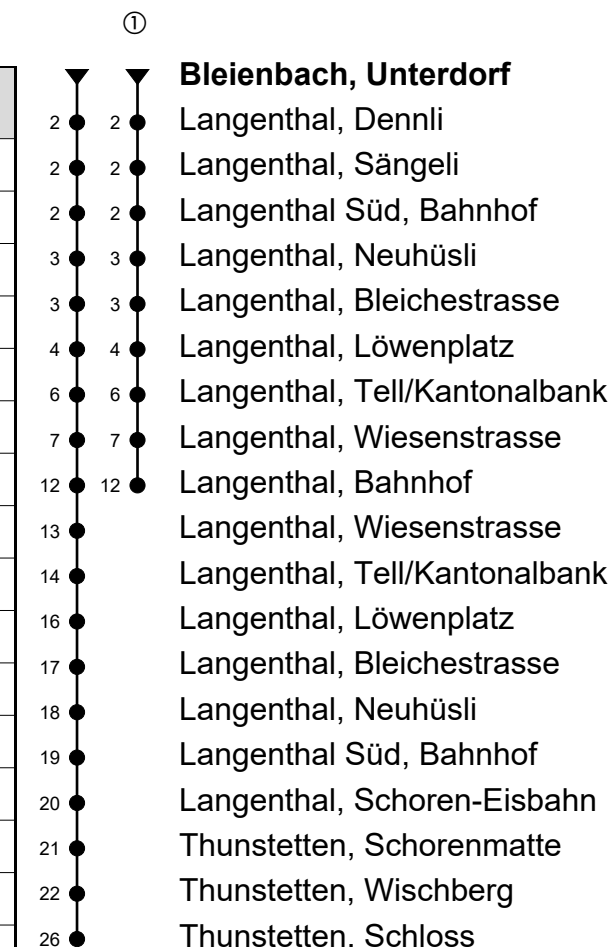 ①
Bleienbach, Unterdorf
2 2 Langenthal, Dennli
2 2 Langenthal, Sängeli
2 2 Langenthal Süd, Bahnhof
3 3 Langenthal, Neuhüsli
3 3 Langenthal, Bleichestrasse
4 4 Langenthal, Löwenplatz
6 6 Langenthal, Tell/Kantonalbank
7 7 Langenthal, Wiesenstrasse
12 12 Langenthal, Bahnhof
13 Langenthal, Wiesenstrasse
14 Langenthal, Tell/Kantonalbank
16 Langenthal, Löwenplatz
17 Langenthal, Bleichestrasse
18 Langenthal, Neuhüsli
19 Langenthal Süd, Bahnhof
20 Langenthal, Schoren-Eisbahn
21 Thunstetten, Schorenmatte
22 Thunstetten, Wischberg
26 Thunstetten, Schloss